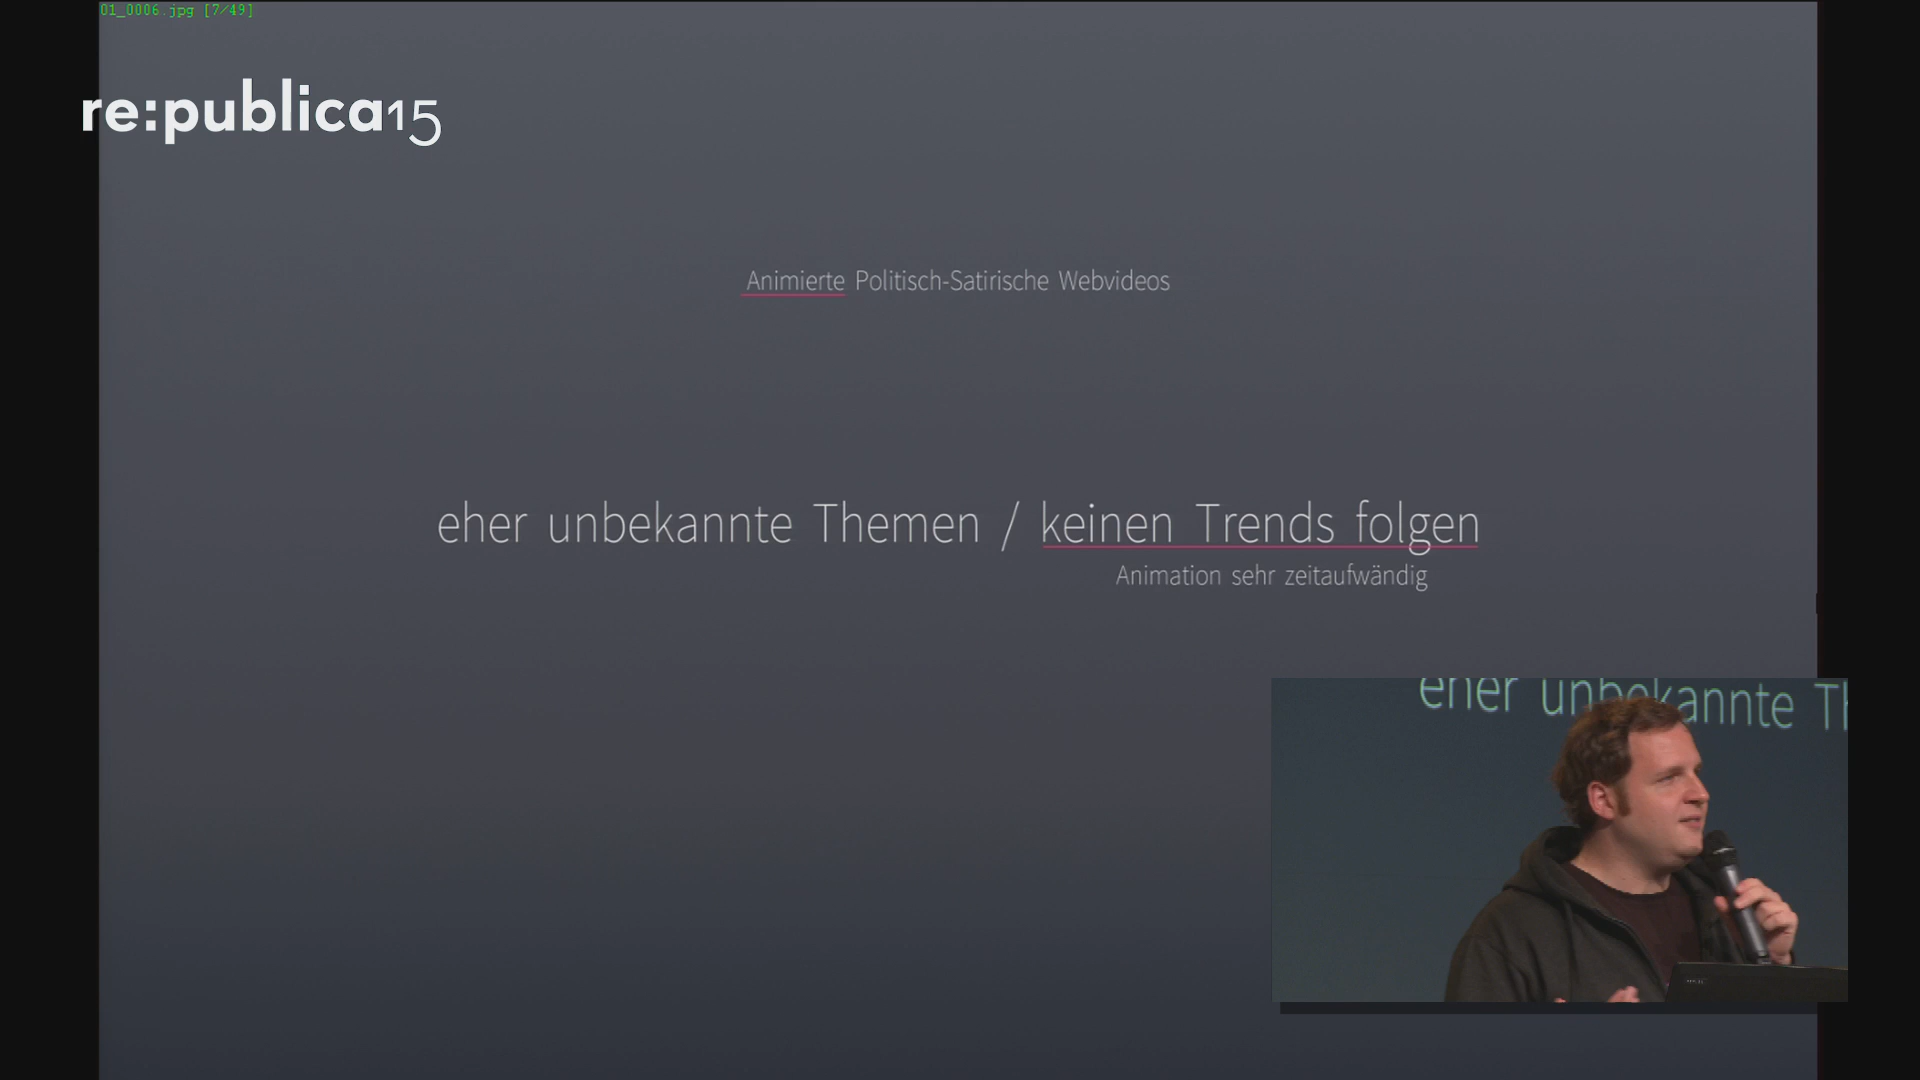 01_0006.jpg [7/49]
re:publica15
Animierte Politisch-Satirische Webvideos
eher unbekannte Themen / keinen Trends folgen
Animation sehr zeitaufwändig
eher unbekannte Th